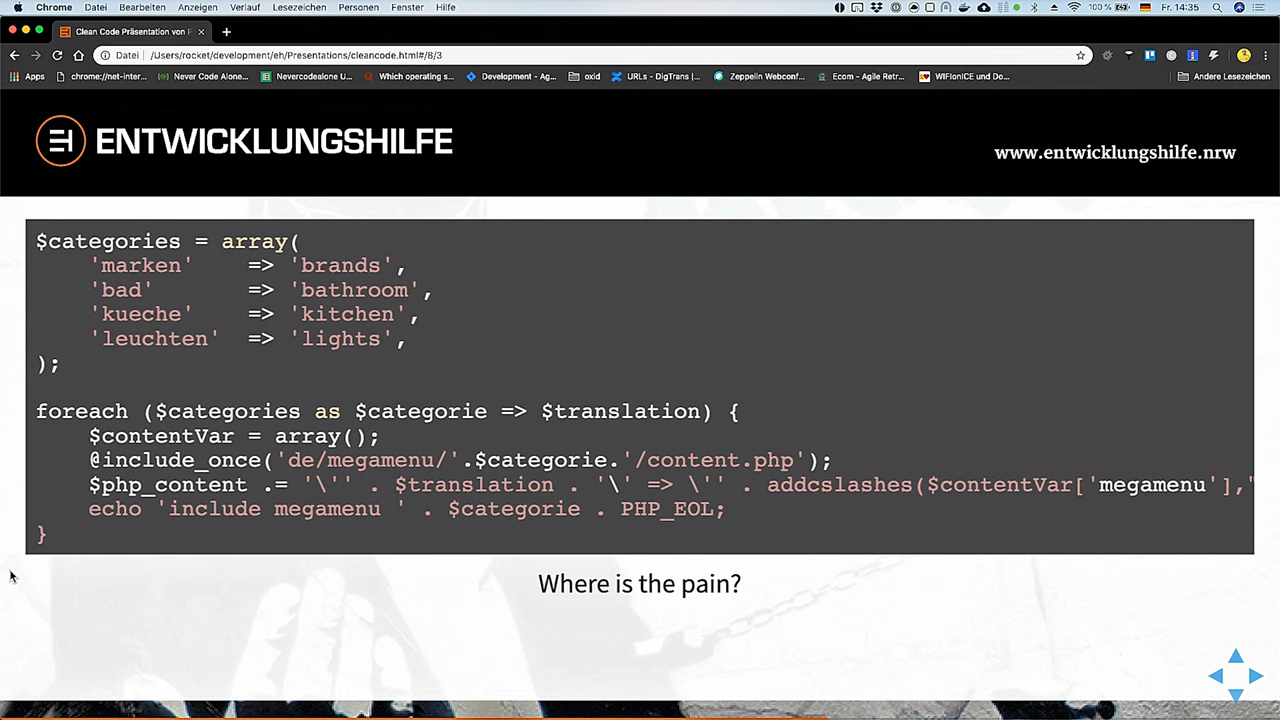 Chrome Datei Bearbeiten Anzeigen Verlauf Lesezeichen Personen Fenster Hilfe 100 % Fr. 14:35
Clean Code Präsentation von P
Datei /Users/rocket/development/eh/Presentations/cleancode.html#/8/3
Apps chrome://net-inter... Never Code Alone... Nevercodealone U... Which operating s... Development - Ag... oxid URLs - DigTrans |... Zeppelin Webconf... Ecom - Agile Retr... WIFIonICE und Do... Andere Lesezeichen
ENTWICKLUNGSHILFE
www.entwicklungshilfe.nrw
$categories = array(
    'marken'    => 'brands',
    'bad'       => 'bathroom',
    'kueche'    => 'kitchen',
    'leuchten'  => 'lights',
);
foreach ($categories as $categorie => $translation) {
    $contentVar = array();
    @include_once('de/megamenu/'.$categorie.'/content.php');
    $php_content .= '\'' . $translation . '\' => \'' . addcslashes($contentVar['megamenu'],"
    echo 'include megamenu ' . $categorie . PHP_EOL;
}
Where is the pain?